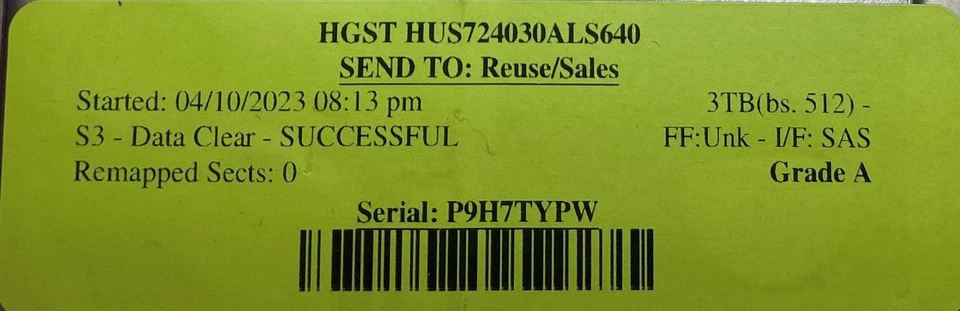 HGST HUS724030ALS640
SEND TO: Reuse/Sales
Started: 04/10/2023 08:13 pm 3TB(bs. 512) -
S3 - Data Clear - SUCCESSFUL FF:Unk - I/F: SAS
Remapped Sects: 0 Grade A
Serial: P9H7TYPW